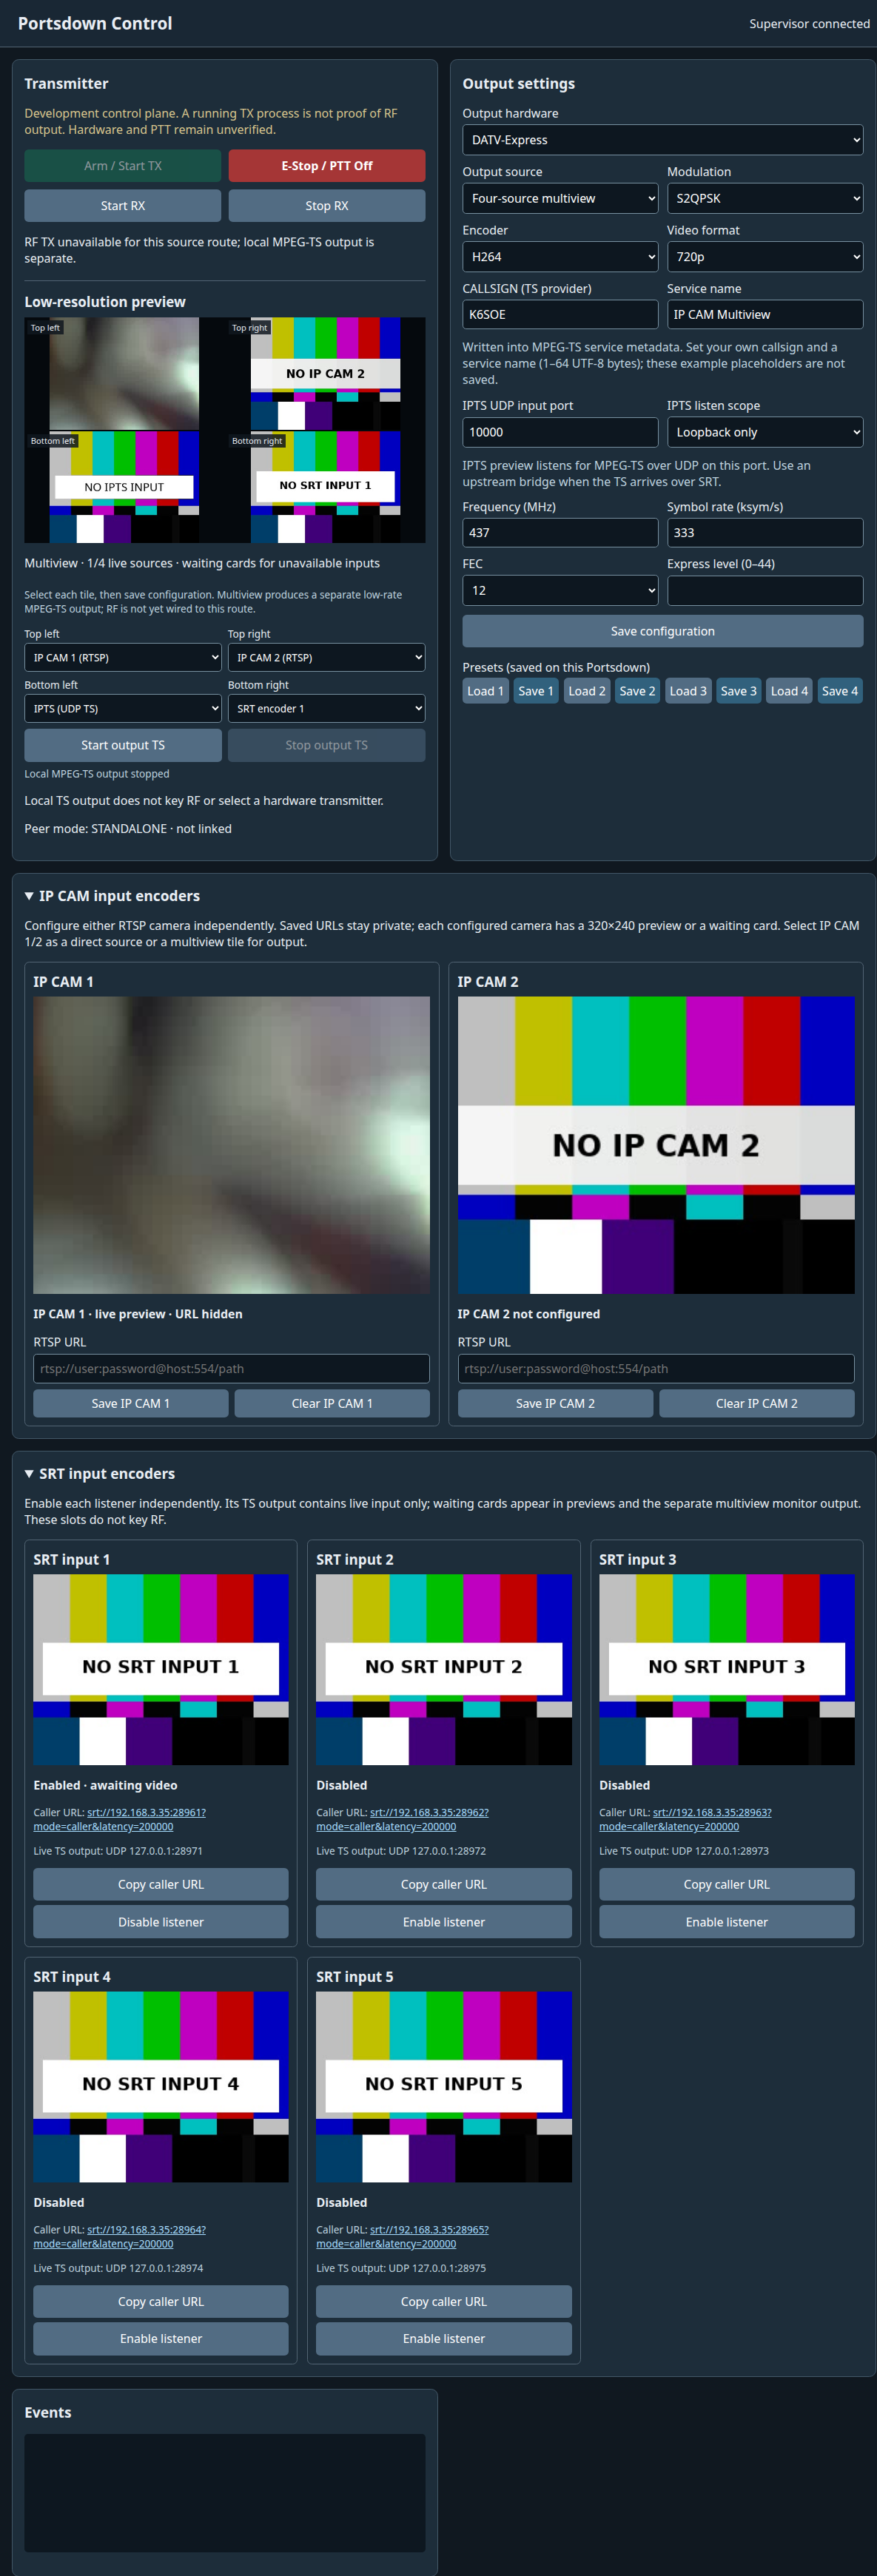 Portsdown Control
Supervisor connected
Transmitter
Development control plane. A running TX process is not proof of RF
output. Hardware and PTT remain unverified.
Arm / Start TX
E-Stop / PTT Off
Start RX
Stop RX
RF TX unavailable for this source route; local MPEG-TS output is
separate.
Low-resolution preview
Top left
Top right
NO IP CAM 2
Bottom left
Bottom right
NO IPTS INPUT
NO SRT INPUT 1
Multiview · 1/4 live sources · waiting cards for unavailable inputs
Select each tile, then save configuration. Multiview produces a separate low-rate
MPEG-TS output; RF is not yet wired to this route.
Top left
Top right
IP CAM 1 (RTSP)
IP CAM 2 (RTSP)
Bottom left
Bottom right
IPTS (UDP TS)
SRT encoder 1
Start output TS
Stop output TS
Local MPEG-TS output stopped
Local TS output does not key RF or select a hardware transmitter.
Peer mode: STANDALONE · not linked
Output settings
Output hardware
DATV-Express
Output source
Modulation
Four-source multiview
S2QPSK
Encoder
Video format
H264
720p
CALLSIGN (TS provider)
Service name
K6SOE
IP CAM Multiview
Written into MPEG-TS service metadata. Set your own callsign and a
service name (1–64 UTF-8 bytes); these example placeholders are not
saved.
IPTS UDP input port
IPTS listen scope
10000
Loopback only
IPTS preview listens for MPEG-TS over UDP on this port. Use an
upstream bridge when the TS arrives over SRT.
Frequency (MHz)
Symbol rate (ksym/s)
437
333
FEC
Express level (0–44)
12
Save configuration
Presets (saved on this Portsdown)
Load 1
Save 1
Load 2
Save 2
Load 3
Save 3
Load 4
Save 4
▼ IP CAM input encoders
Configure either RTSP camera independently. Saved URLs stay private; each configured camera has a 320×240 preview or a waiting card. Select IP CAM
1/2 as a direct source or a multiview tile for output.
IP CAM 1
IP CAM 1 · live preview · URL hidden
RTSP URL
rtsp://user:password@host:554/path
Save IP CAM 1
Clear IP CAM 1
IP CAM 2
NO IP CAM 2
IP CAM 2 not configured
RTSP URL
rtsp://user:password@host:554/path
Save IP CAM 2
Clear IP CAM 2
▼ SRT input encoders
Enable each listener independently. Its TS output contains live input only; waiting cards appear in previews and the separate multiview monitor output.
These slots do not key RF.
SRT input 1
NO SRT INPUT 1
Enabled · awaiting video
Caller URL: srt://192.168.3.35:28961?
mode=caller&latency=200000
Live TS output: UDP 127.0.0.1:28971
Copy caller URL
Disable listener
SRT input 2
NO SRT INPUT 2
Disabled
Caller URL: srt://192.168.3.35:28962?
mode=caller&latency=200000
Live TS output: UDP 127.0.0.1:28972
Copy caller URL
Enable listener
SRT input 3
NO SRT INPUT 3
Disabled
Caller URL: srt://192.168.3.35:28963?
mode=caller&latency=200000
Live TS output: UDP 127.0.0.1:28973
Copy caller URL
Enable listener
SRT input 4
NO SRT INPUT 4
Disabled
Caller URL: srt://192.168.3.35:28964?
mode=caller&latency=200000
Live TS output: UDP 127.0.0.1:28974
Copy caller URL
Enable listener
SRT input 5
NO SRT INPUT 5
Disabled
Caller URL: srt://192.168.3.35:28965?
mode=caller&latency=200000
Live TS output: UDP 127.0.0.1:28975
Copy caller URL
Enable listener
Events